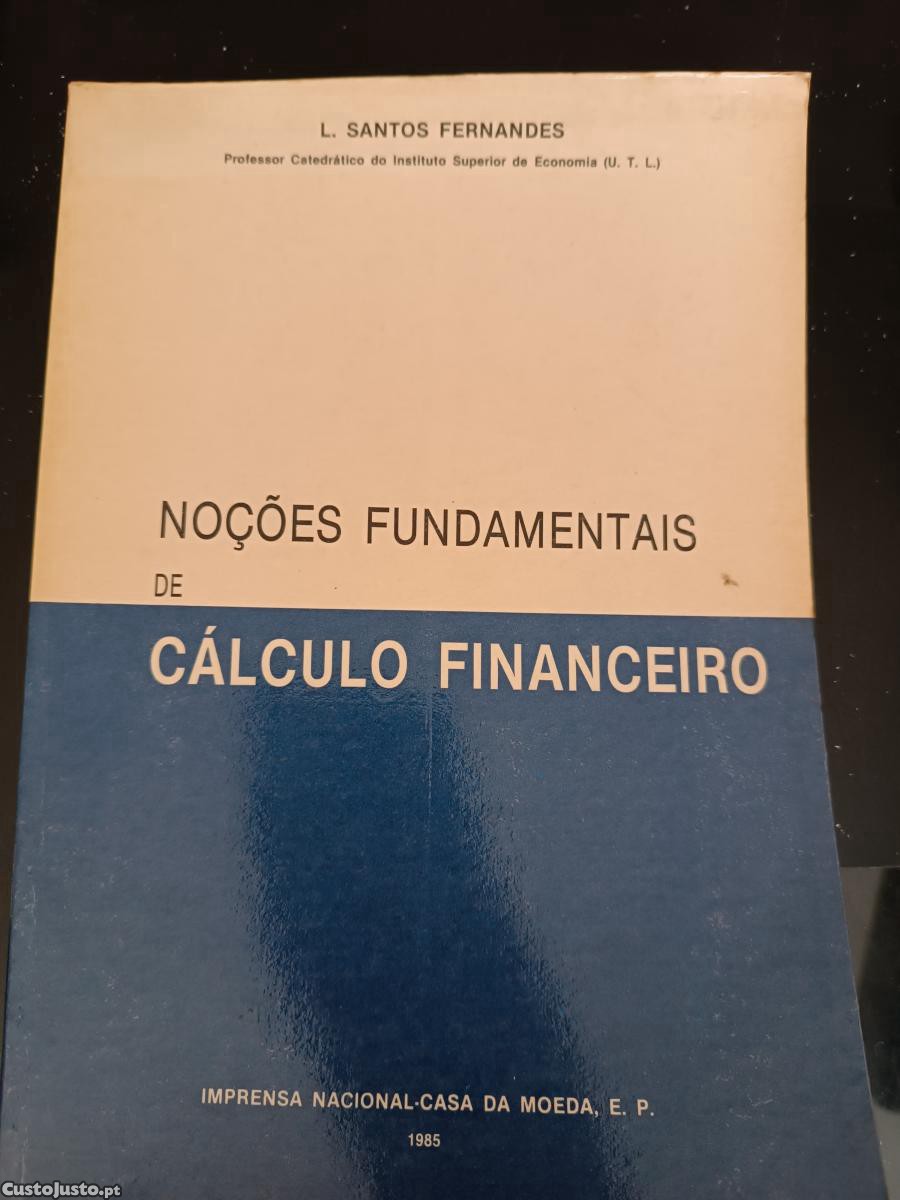 L. SANTOS FERNANDES
Professor Catedrático do Instituto Superior de Economia (U. T. L.)
NOÇÕES FUNDAMENTAIS
DE
CÁLCULO FINANCEIRO
IMPRENSA NACIONAL-CASA DA MOEDA, E. P.
1985
CustoJusto.pt